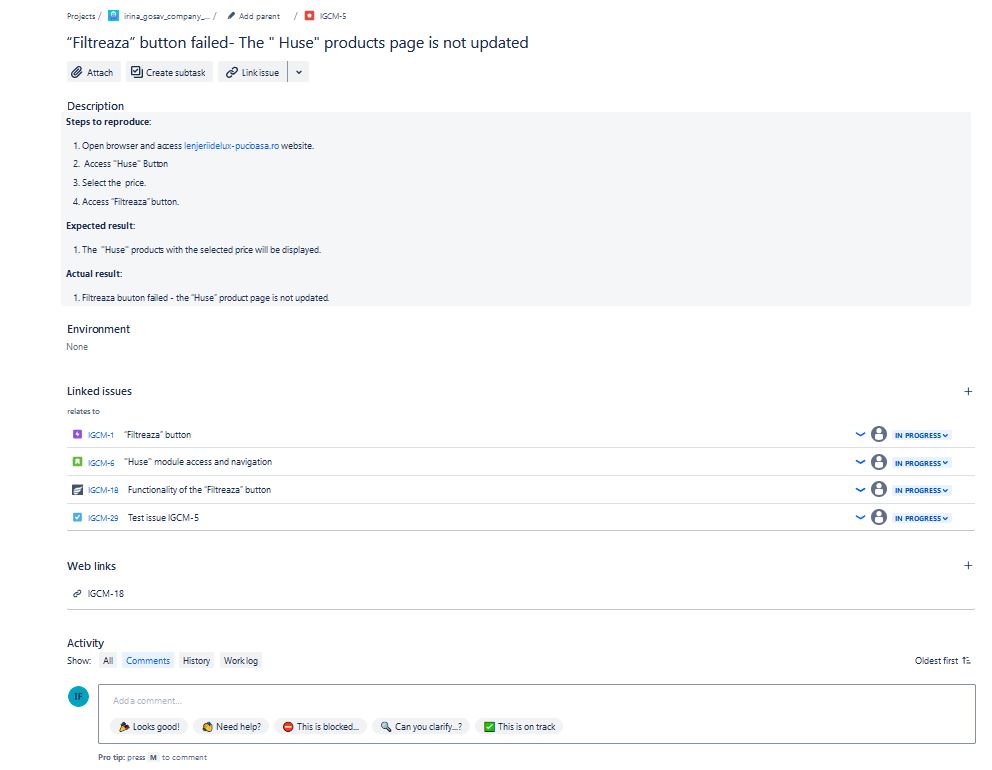 Projects / irina_gosav_company_... / Add parent / IGCM-5
“Filtreaza” button failed- The " Huse" products page is not updated
Attach Create subtask Link issue
Description
Steps to reproduce:
1. Open browser and access lenjeriidelux-pucioasa.ro website.
2. Access "Huse" Button
3. Select the price.
4. Access “Filtreaza” button.
Expected result:
1. The "Huse" products with the selected price will be displayed.
Actual result:
1. Filtreaza buuton failed - the “Huse” product page is not updated.
Environment
None
Linked issues +
relates to
IGCM-1 “Filtreaza” button IN PROGRESS
IGCM-6 "Huse" module access and navigation IN PROGRESS
IGCM-18 Functionality of the “Filtreaza” button IN PROGRESS
IGCM-29 Test issue IGCM-5 IN PROGRESS
Web links +
IGCM-18
Activity
Show: All Comments History Work log Oldest first
IF Add a comment...
Looks good! Need help? This is blocked... Can you clarify...? This is on track
Pro tip: press M to comment